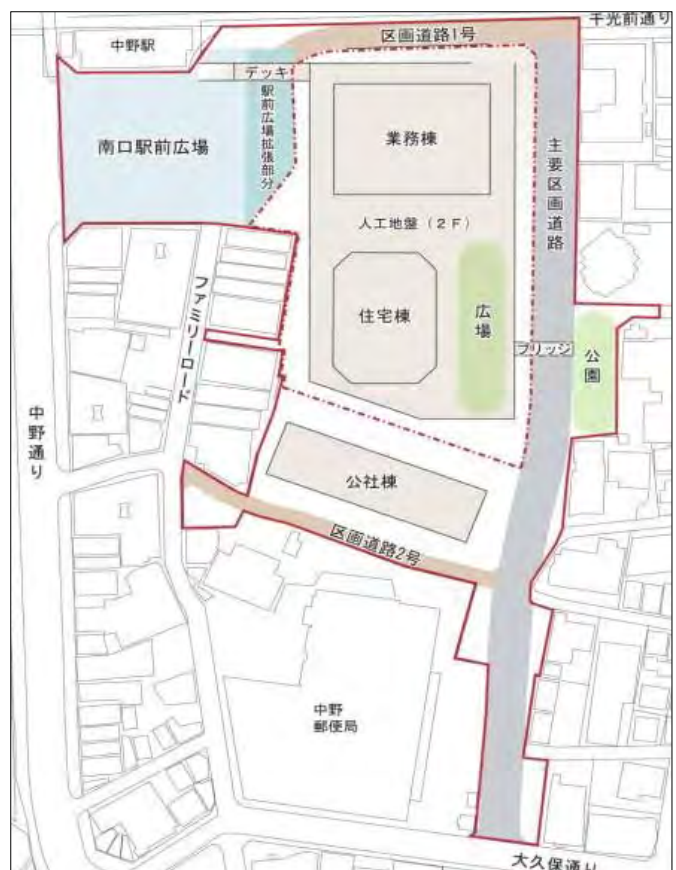 千光前通り
中野駅
区画道路1号
デッキ
駅前広場拡張部分
南口駅前広場
業務棟
主要区画道路
人工地盤（2F）
ファミリーロード
住宅棟
広場
ブリッジ
公園
中野通り
公社棟
区画道路2号
中野
郵便局
大久保通り